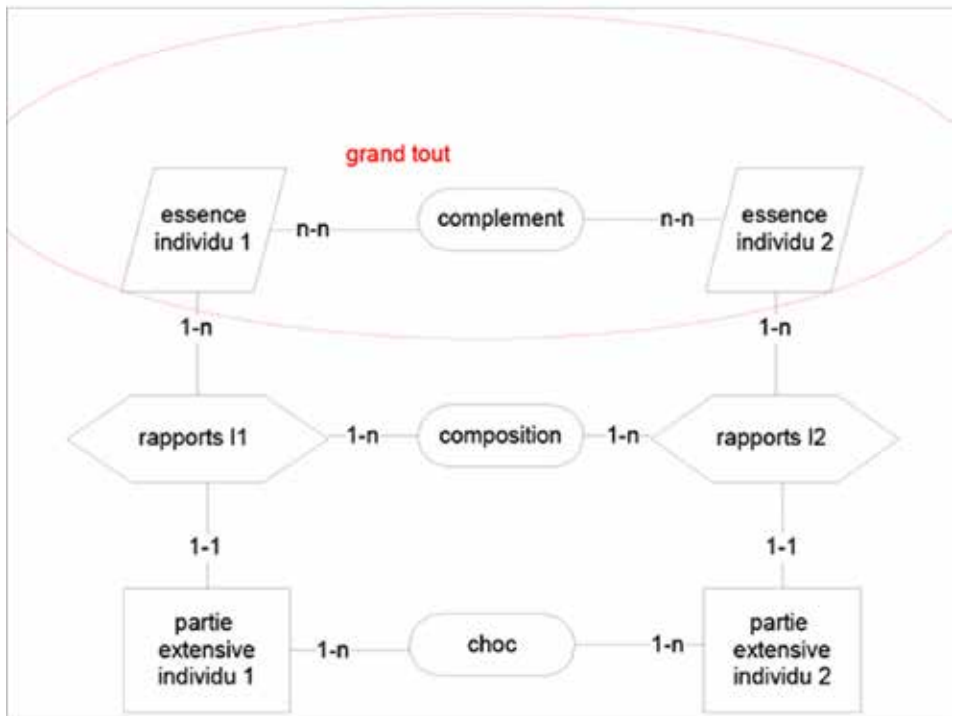 grand tout
essence
individu 1
n-n
complement
n-n
essence
individu 2
1-n
1-n
rapports I1
1-n
composition
1-n
rapports I2
1-1
1-1
partie
extensive
individu 1
1-n
choc
1-n
partie
extensive
individu 2